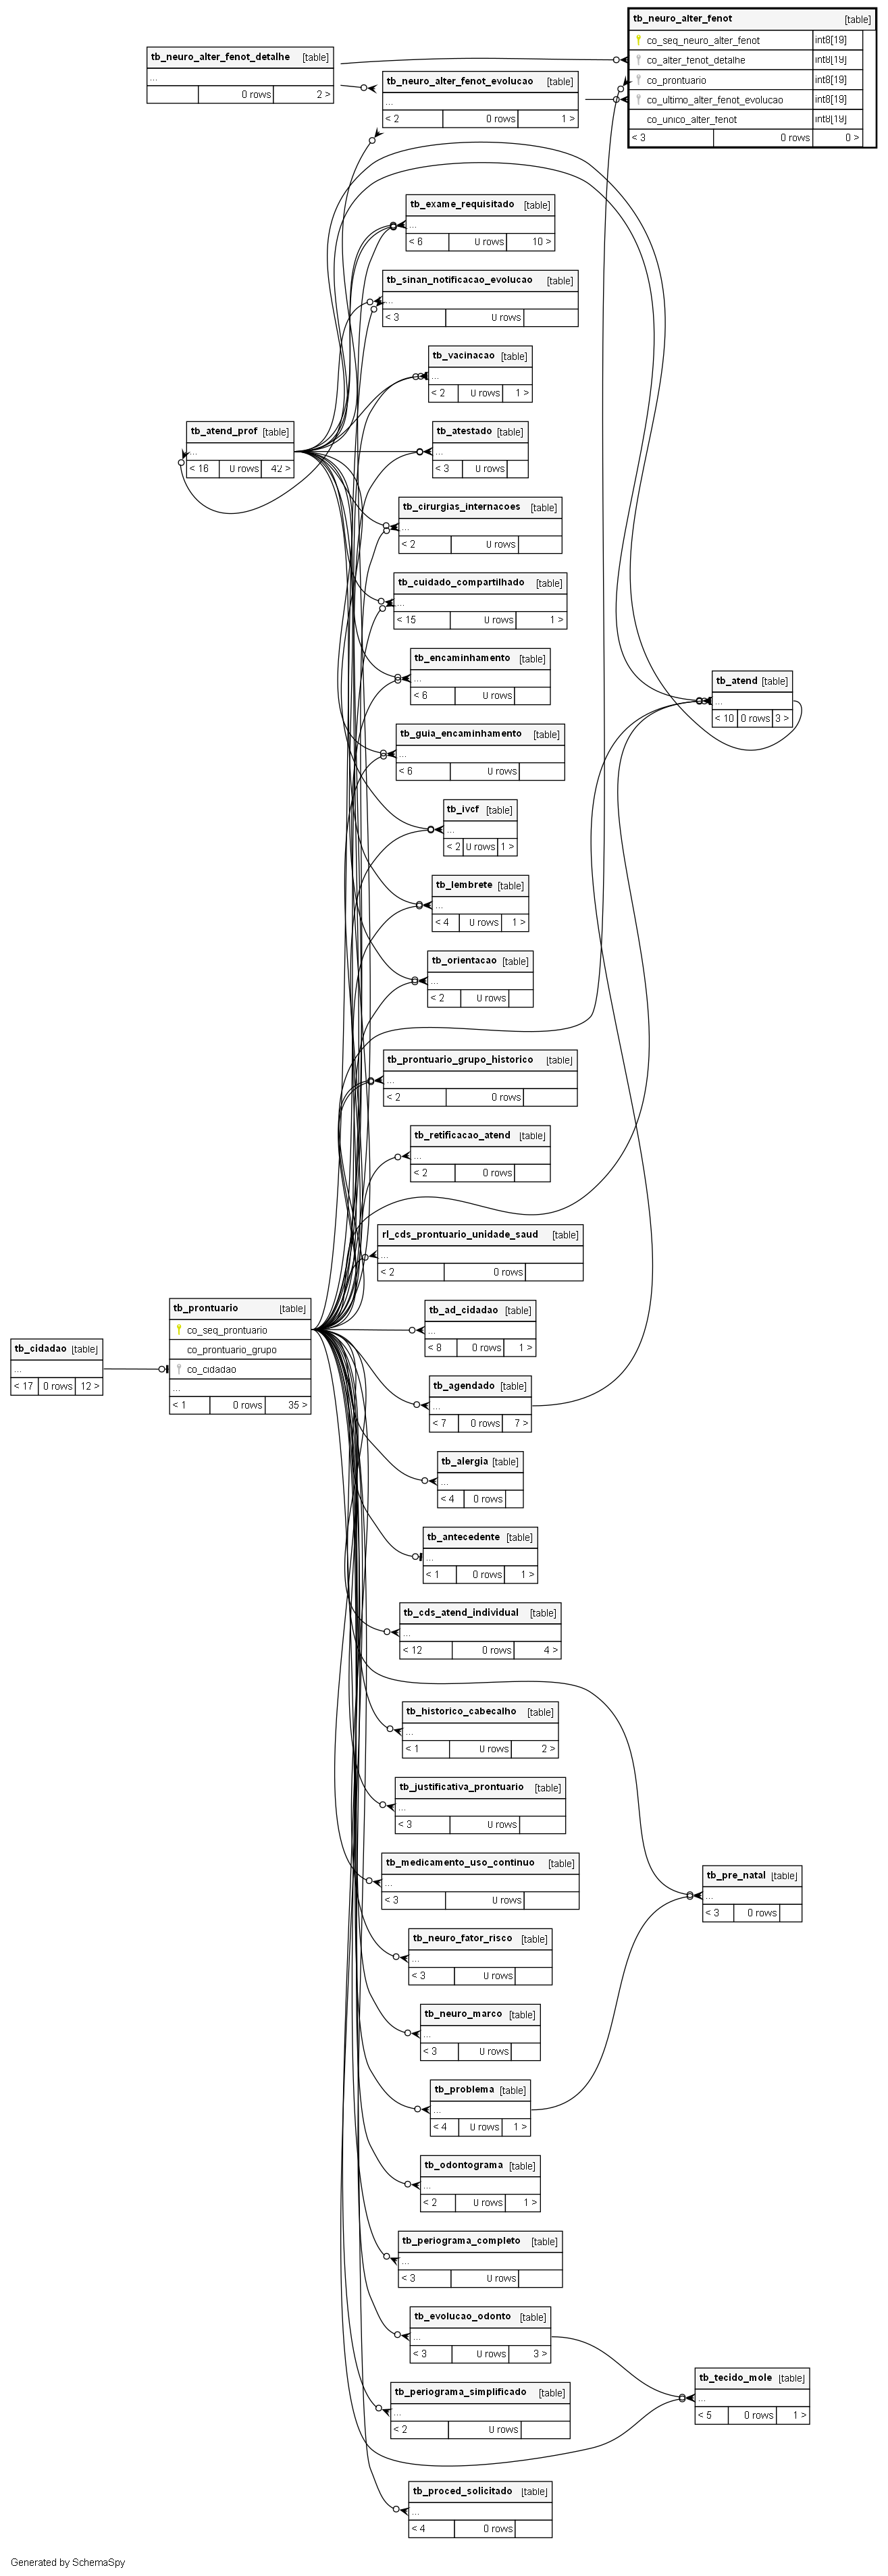 tb_neuro_alter_fenot [table]
co_seq_neuro_alter_fenot int8[19]
co_alter_fenot_detalhe int8[19]
co_prontuario int8[19]
co_ultimo_alter_fenot_evolucao int8[19]
co_unico_alter_fenot int8[19]
< 3 0 rows 0 >
tb_neuro_alter_fenot_detalhe [table]
...
0 rows 2 >
tb_neuro_alter_fenot_evolucao [table]
...
< 2 0 rows 1 >
tb_exame_requisitado [table]
...
< 6 0 rows 10 >
tb_sinan_notificacao_evolucao [table]
...
< 3 0 rows
tb_vacinacao [table]
...
< 2 0 rows 1 >
tb_atend_prof [table]
...
< 16 0 rows 42 >
tb_atestado [table]
...
< 3 0 rows
tb_cirurgias_internacoes [table]
...
< 2 0 rows
tb_cuidado_compartilhado [table]
...
< 15 0 rows 1 >
tb_encaminhamento [table]
...
< 6 0 rows
tb_atend [table]
...
< 10 0 rows 3 >
tb_guia_encaminhamento [table]
...
< 6 0 rows
tb_ivcf [table]
...
< 2 0 rows 1 >
tb_lembrete [table]
...
< 4 0 rows 1 >
tb_orientacao [table]
...
< 2 0 rows
tb_prontuario_grupo_historico [table]
...
< 2 0 rows
tb_retificacao_atend [table]
...
< 2 0 rows
rl_cds_prontuario_unidade_saud [table]
...
< 2 0 rows
tb_prontuario [table]
co_seq_prontuario
co_prontuario_grupo
co_cidadao
...
< 1 0 rows 35 >
tb_cidadao [table]
...
< 17 0 rows 12 >
tb_ad_cidadao [table]
...
< 8 0 rows 1 >
tb_agendado [table]
...
< 7 0 rows 7 >
tb_alergia [table]
...
< 4 0 rows
tb_antecedente [table]
...
< 1 0 rows 1 >
tb_cds_atend_individual [table]
...
< 12 0 rows 4 >
tb_historico_cabecalho [table]
...
< 1 0 rows 2 >
tb_justificativa_prontuario [table]
...
< 3 0 rows
tb_medicamento_uso_continuo [table]
...
< 3 0 rows
tb_pre_natal [table]
...
< 3 0 rows
tb_neuro_fator_risco [table]
...
< 3 0 rows
tb_neuro_marco [table]
...
< 3 0 rows
tb_problema [table]
...
< 4 0 rows 1 >
tb_odontograma [table]
...
< 2 0 rows 1 >
tb_periograma_completo [table]
...
< 3 0 rows
tb_evolucao_odonto [table]
...
< 3 0 rows 3 >
tb_tecido_mole [table]
...
< 5 0 rows 1 >
tb_periograma_simplificado [table]
...
< 2 0 rows
tb_proced_solicitado [table]
...
< 4 0 rows
Generated by SchemaSpy